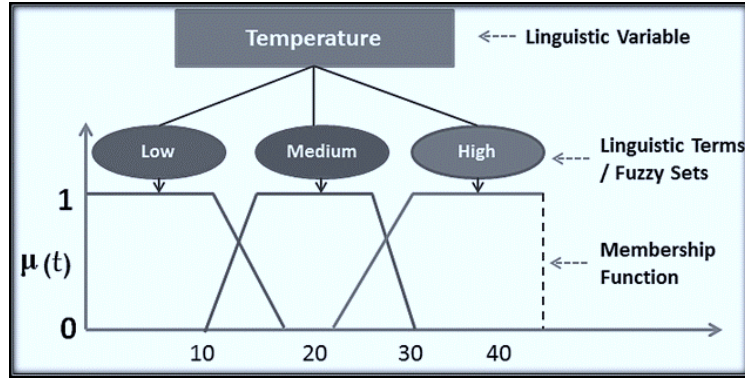 Temperature
Linguistic Variable
Low
Medium
High
Linguistic Terms
/ Fuzzy Sets
1
μ(t)
Membership
Function
0
10 20 30 40